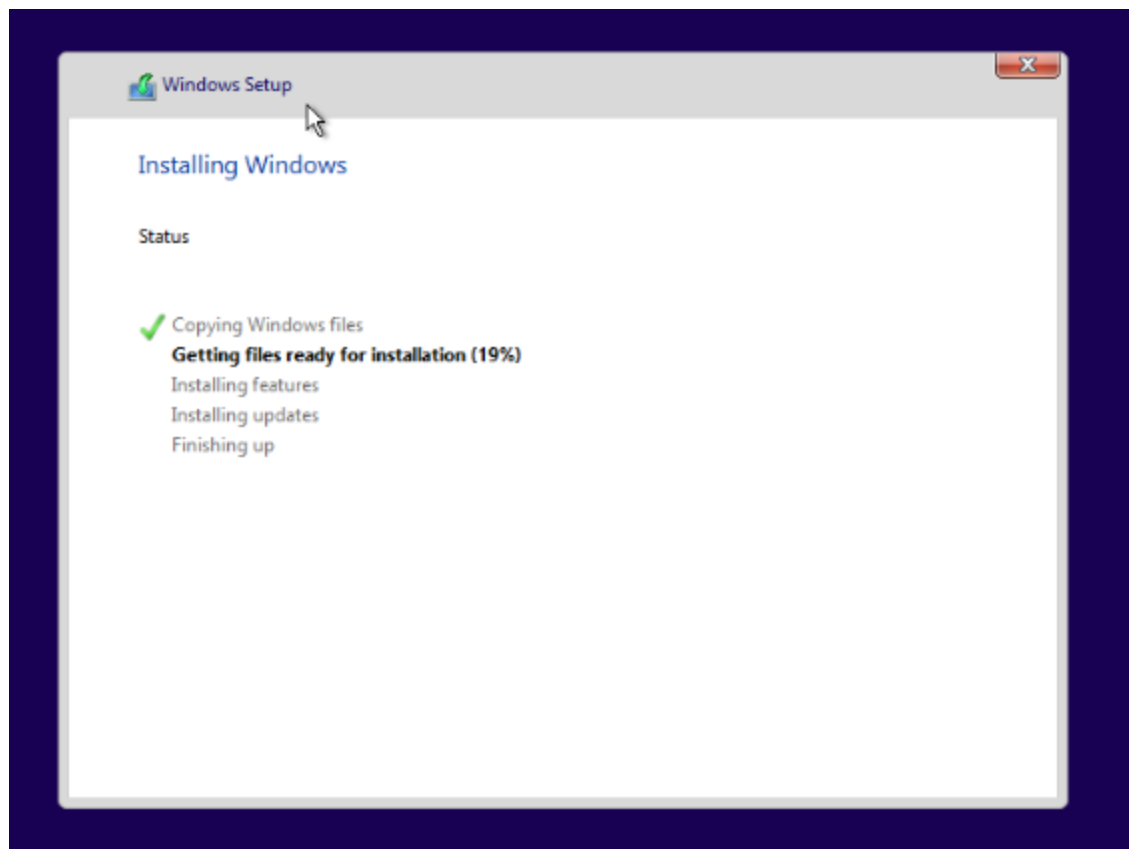 Windows Setup
Installing Windows
Status
Copying Windows files
Getting files ready for installation (19%)
Installing features
Installing updates
Finishing up